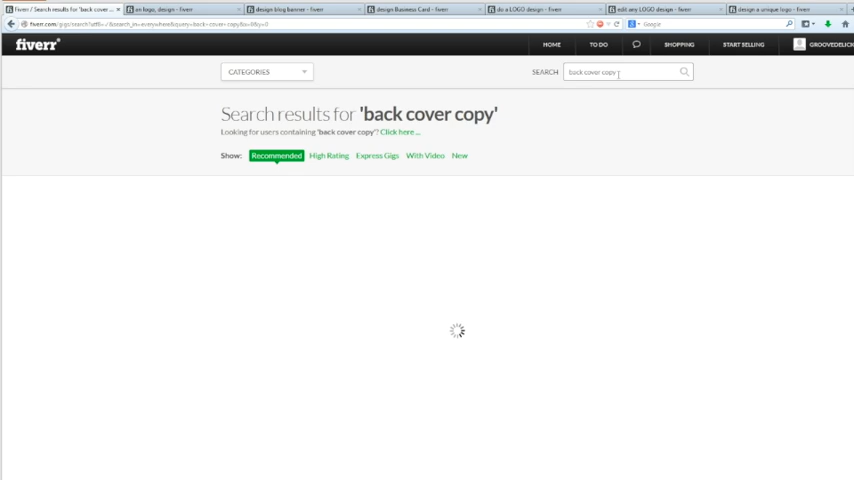 Fiverr / Search results for 'back cover ...
an logo, design - fiverr
design blog banner - fiverr
design Business Card - fiverr
do a LOGO design - fiverr
edit any LOGO design - fiverr
design a unique logo - fiverr
Google
fiverr
HOME
TO DO
SHOPPING
START SELLING
GROOVEDELICK
CATEGORIES
SEARCH
back cover copy
Search results for 'back cover copy'
Looking for users containing 'back cover copy'? Click here ...
Show: Recommended High Rating Express Gigs With Video New